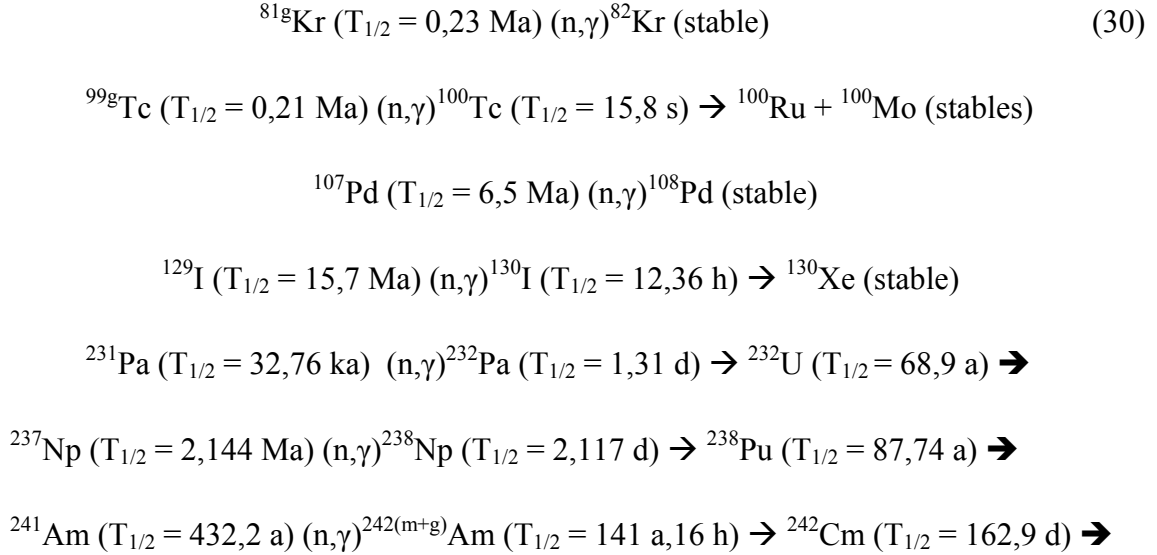 ⁸¹ᵍKr (T₁/₂ = 0,23 Ma) (n,γ)⁸²Kr (stable) (30)
⁹⁹ᵍTc (T₁/₂ = 0,21 Ma) (n,γ)¹⁰⁰Tc (T₁/₂ = 15,8 s) → ¹⁰⁰Ru + ¹⁰⁰Mo (stables)
¹⁰⁷Pd (T₁/₂ = 6,5 Ma) (n,γ)¹⁰⁸Pd (stable)
¹²⁹I (T₁/₂ = 15,7 Ma) (n,γ)¹³⁰I (T₁/₂ = 12,36 h) → ¹³⁰Xe (stable)
²³¹Pa (T₁/₂ = 32,76 ka) (n,γ)²³²Pa (T₁/₂ = 1,31 d) → ²³²U (T₁/₂ = 68,9 a) ➔
²³⁷Np (T₁/₂ = 2,144 Ma) (n,γ)²³⁸Np (T₁/₂ = 2,117 d) → ²³⁸Pu (T₁/₂ = 87,74 a) ➔
²⁴¹Am (T₁/₂ = 432,2 a) (n,γ)²⁴²⁽ᵐ⁺ᵍ⁾Am (T₁/₂ = 141 a,16 h) → ²⁴²Cm (T₁/₂ = 162,9 d) ➔